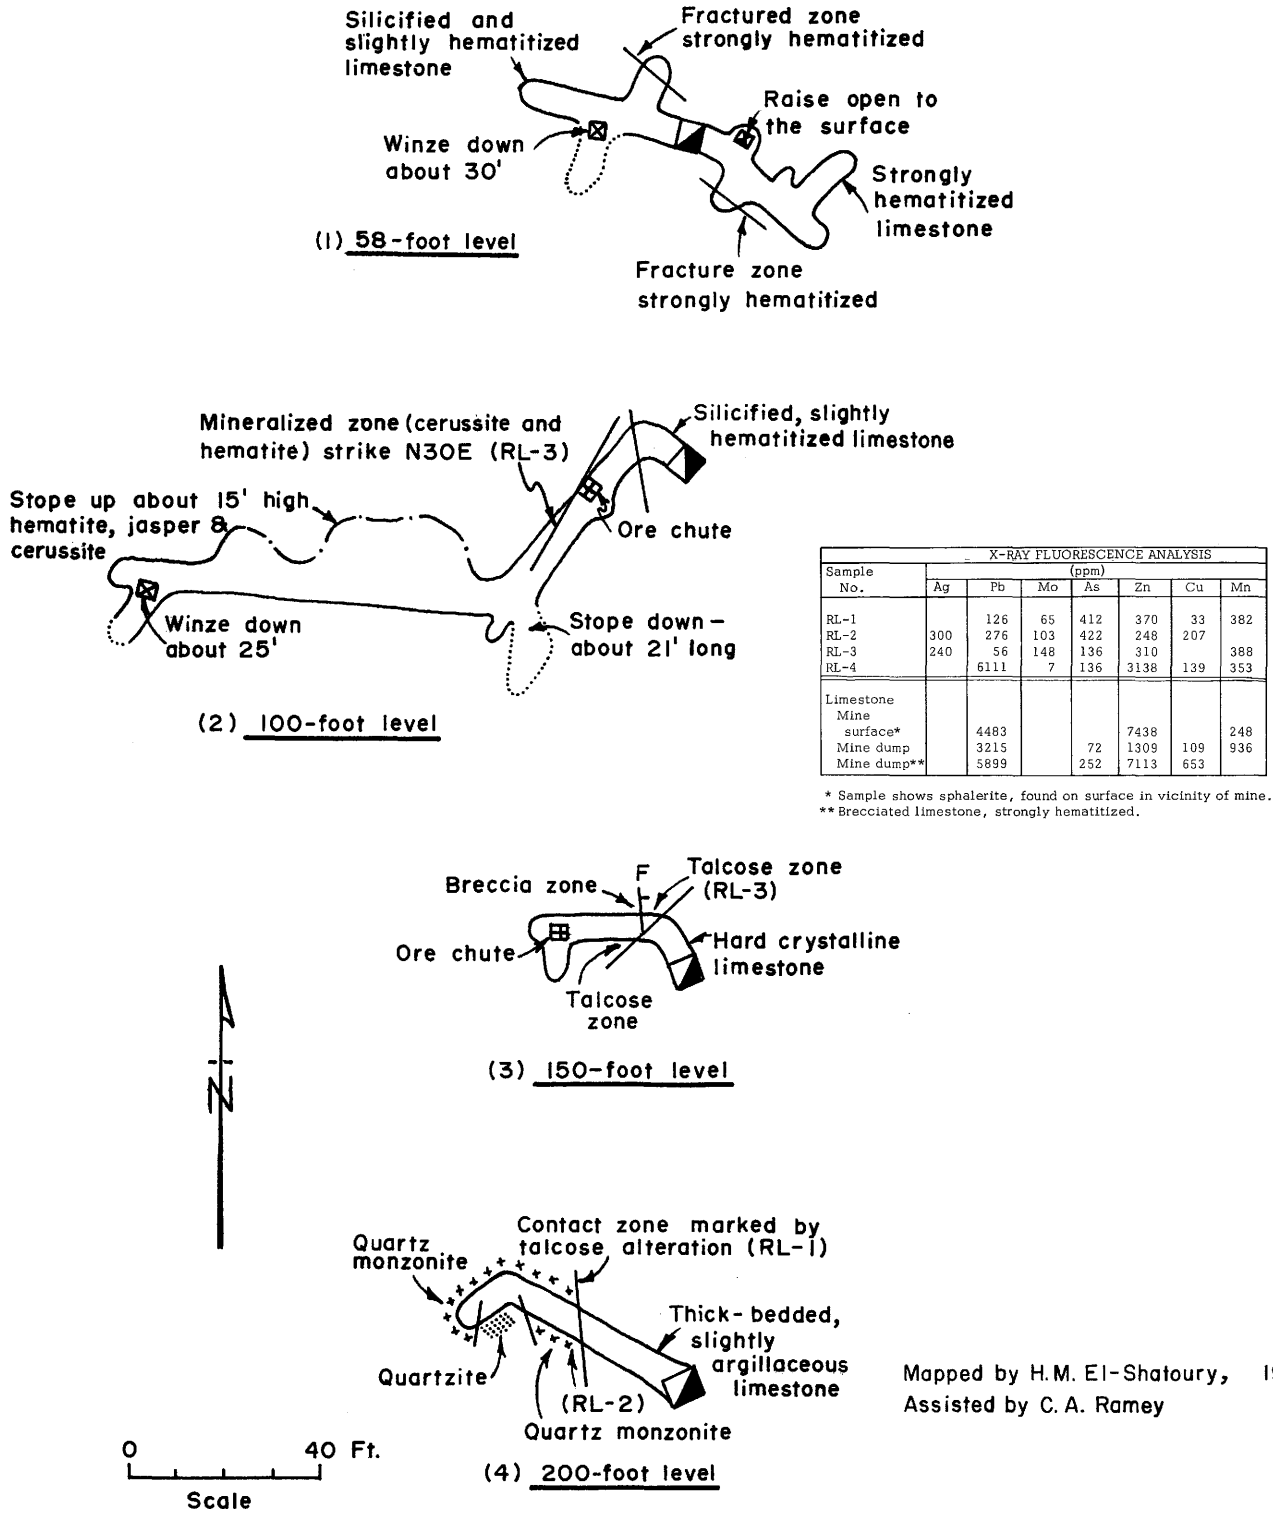 Silicified and
slightly hematitized
limestone
Fractured zone
strongly hematitized
Raise open to
the surface
Winze down
about 30'
Strongly
hematitized
limestone
(1) 58-foot level
Fracture zone
strongly hematitized
Mineralized zone (cerussite and
hematite) strike N30E (RL-3)
Silicified, slightly
hematitized limestone
Stope up about 15' high
hematite, jasper &
cerussite
Ore chute
Winze down
about 25'
Stope down-
about 21' long
(2) 100-foot level
X-RAY FLUORESCENCE ANALYSIS
Sample No. (ppm)
Ag Pb Mo As Zn Cu Mn
RL-1 126 65 412 370 33 382
RL-2 300 276 103 422 248 207
RL-3 240 56 148 136 310 388
RL-4 6111 7 136 3138 139 353
Limestone
Mine
surface* 4483 7438 248
Mine dump 3215 72 1309 109 936
Mine dump** 5899 252 7113 653
* Sample shows sphalerite, found on surface in vicinity of mine.
** Brecciated limestone, strongly hematitized.
Breccia zone
F
Talcose zone
(RL-3)
Ore chute
Hard crystalline
limestone
Talcose
zone
(3) 150-foot level
N
Contact zone marked by
talcose alteration (RL-1)
Quartz
monzonite
Thick-bedded,
slightly
argillaceous
limestone
Quartzite
(RL-2)
Quartz monzonite
(4) 200-foot level
Mapped by H.M. El-Shatoury, 19
Assisted by C. A. Ramey
0 40 Ft.
Scale